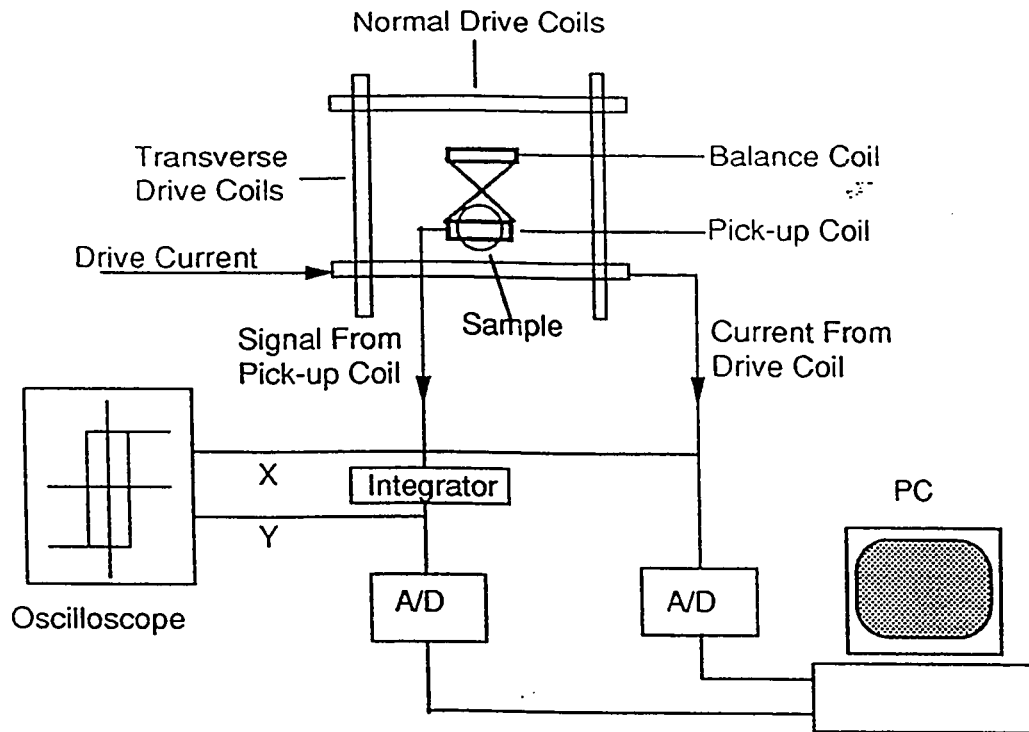 Normal Drive Coils
Transverse
Drive Coils
Balance Coil
Pick-up Coil
Drive Current
Sample
Signal From
Pick-up Coil
Current From
Drive Coil
X
Integrator
Y
PC
A/D
A/D
Oscilloscope